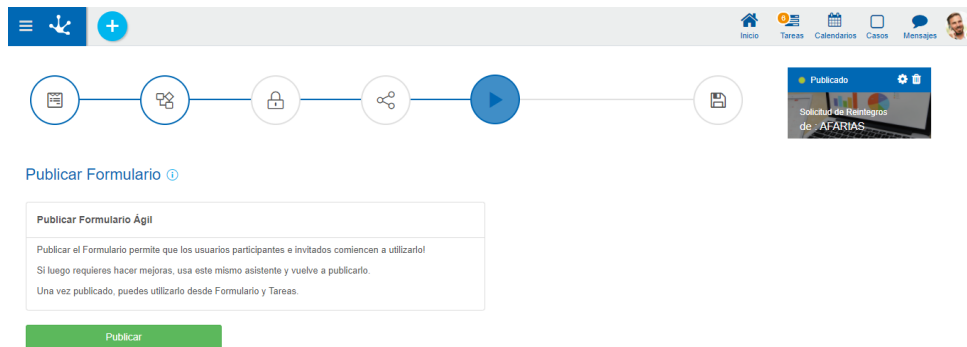 6
Inicio
Tareas
Calendarios
Casos
Mensajes
Publicado
Solicitud de Reintegros
de : AFARIAS
Publicar Formulario
Publicar Formulario Ágil
Publicar el Formulario permite que los usuarios participantes e invitados comiencen a utilizarlo!
Si luego requieres hacer mejoras, usa este mismo asistente y vuelve a publicarlo.
Una vez publicado, puedes utilizarlo desde Formulario y Tareas.
Publicar